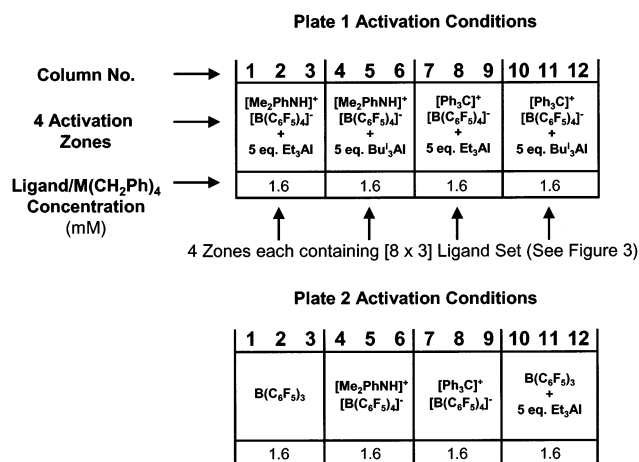 Plate 1 Activation Conditions
Column No.
1 2 3 4 5 6 7 8 9 10 11 12
4 Activation Zones
[Me₂PhNH]⁺ [Me₂PhNH]⁺ [Ph₃C]⁺ [Ph₃C]⁺
[B(C₆F₅)₄]⁻ [B(C₆F₅)₄]⁻ [B(C₆F₅)₄]⁻ [B(C₆F₅)₄]⁻
+ + + +
5 eq. Et₃Al 5 eq. Buⁱ₃Al 5 eq. Et₃Al 5 eq. Buⁱ₃Al
Ligand/M(CH₂Ph)₄
Concentration
(mM)
1.6 1.6 1.6 1.6
4 Zones each containing [8 x 3] Ligand Set (See Figure 3)
Plate 2 Activation Conditions
1 2 3 4 5 6 7 8 9 10 11 12
B(C₆F₅)₃
[Me₂PhNH]⁺
[B(C₆F₅)₄]⁻
[Ph₃C]⁺
[B(C₆F₅)₄]⁻
B(C₆F₅)₃
+
5 eq. Et₃Al
1.6 1.6 1.6 1.6